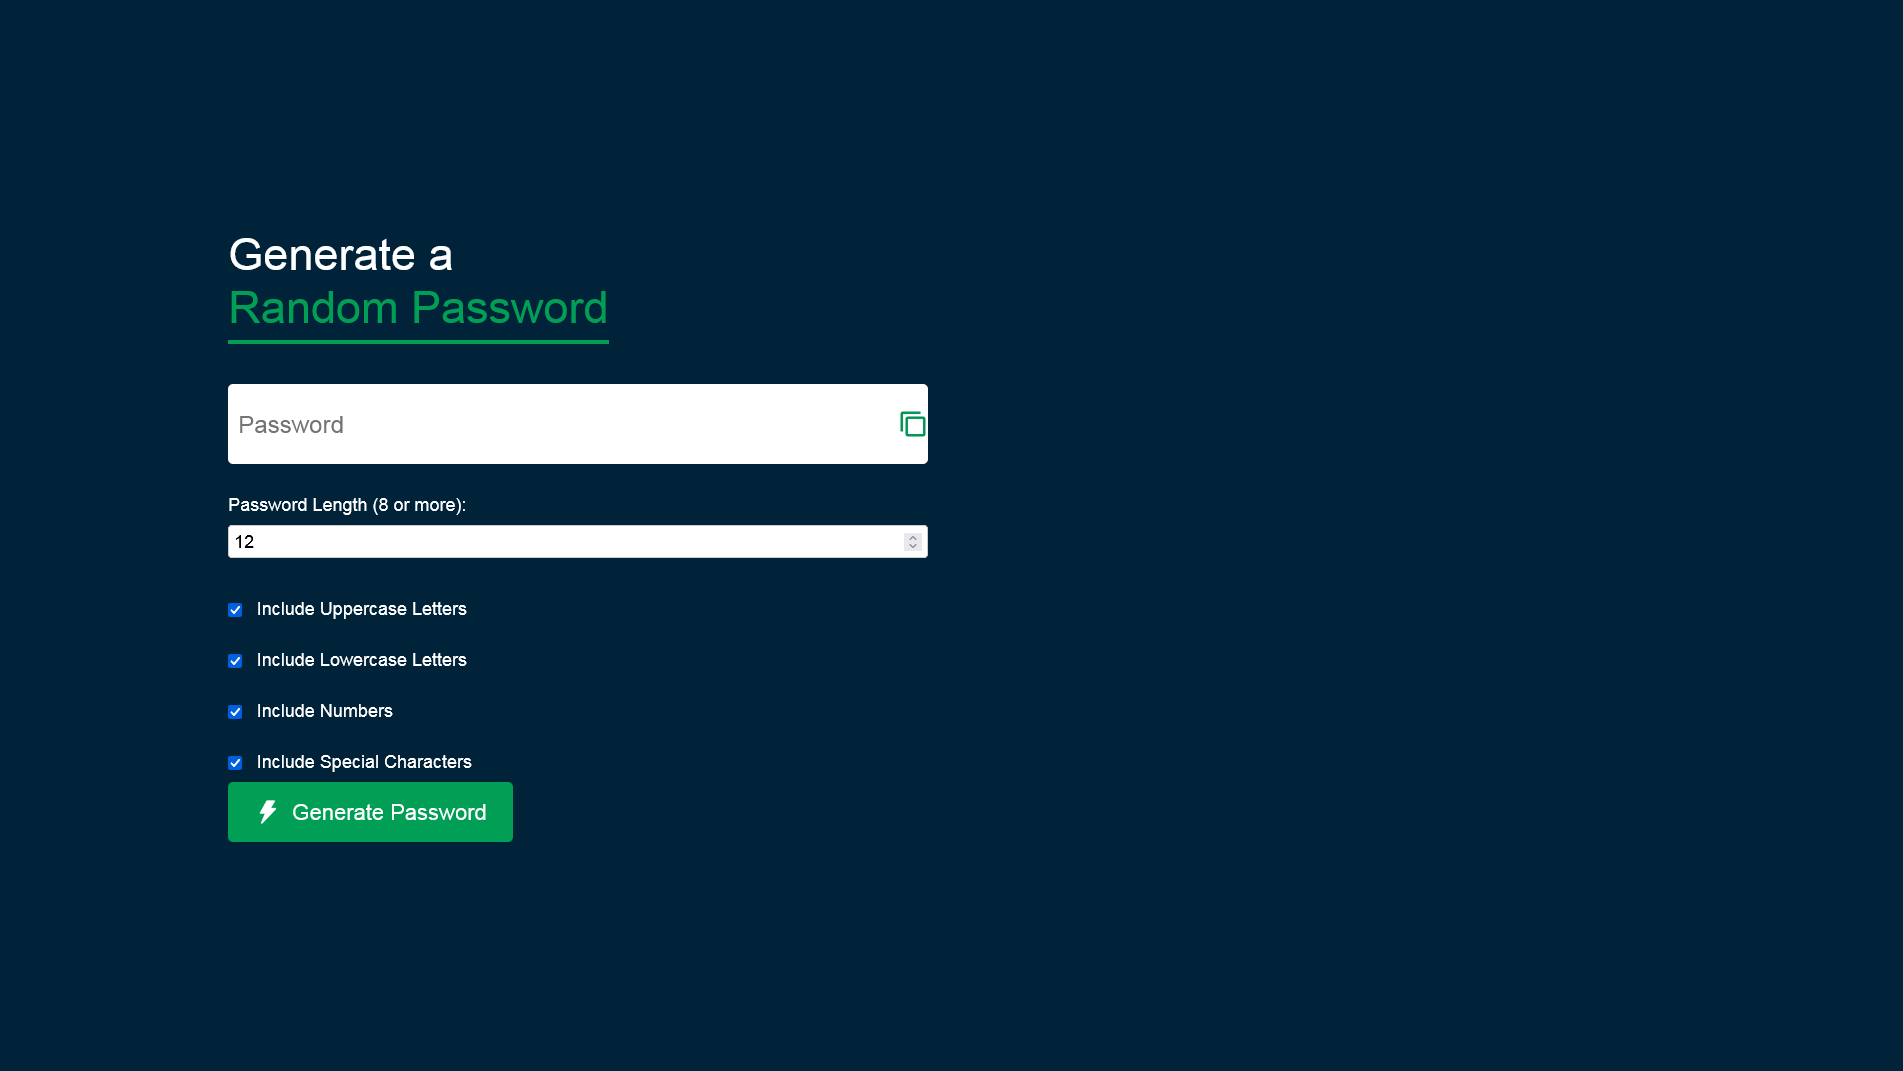 Generate a
Random Password
Password
Password Length (8 or more):
12
Include Uppercase Letters
Include Lowercase Letters
Include Numbers
Include Special Characters
Generate Password